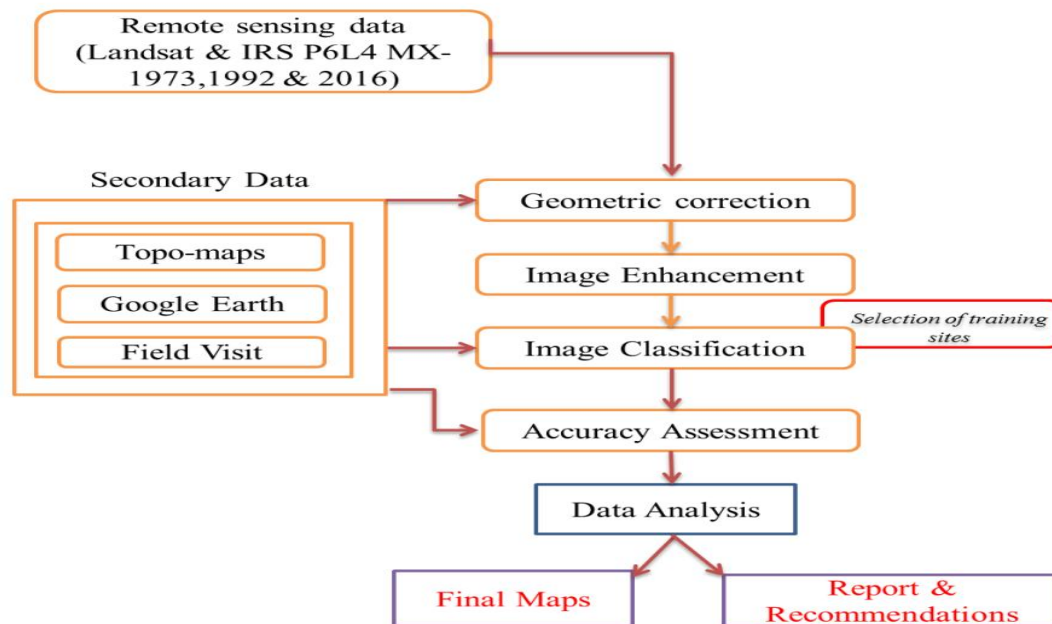 Remote sensing data
(Landsat & IRS P6L4 MX-
1973,1992 & 2016)
Secondary Data
Topo-maps
Google Earth
Field Visit
Geometric correction
Image Enhancement
Image Classification
Selection of training
sites
Accuracy Assessment
Data Analysis
Final Maps
Report &
Recommendations